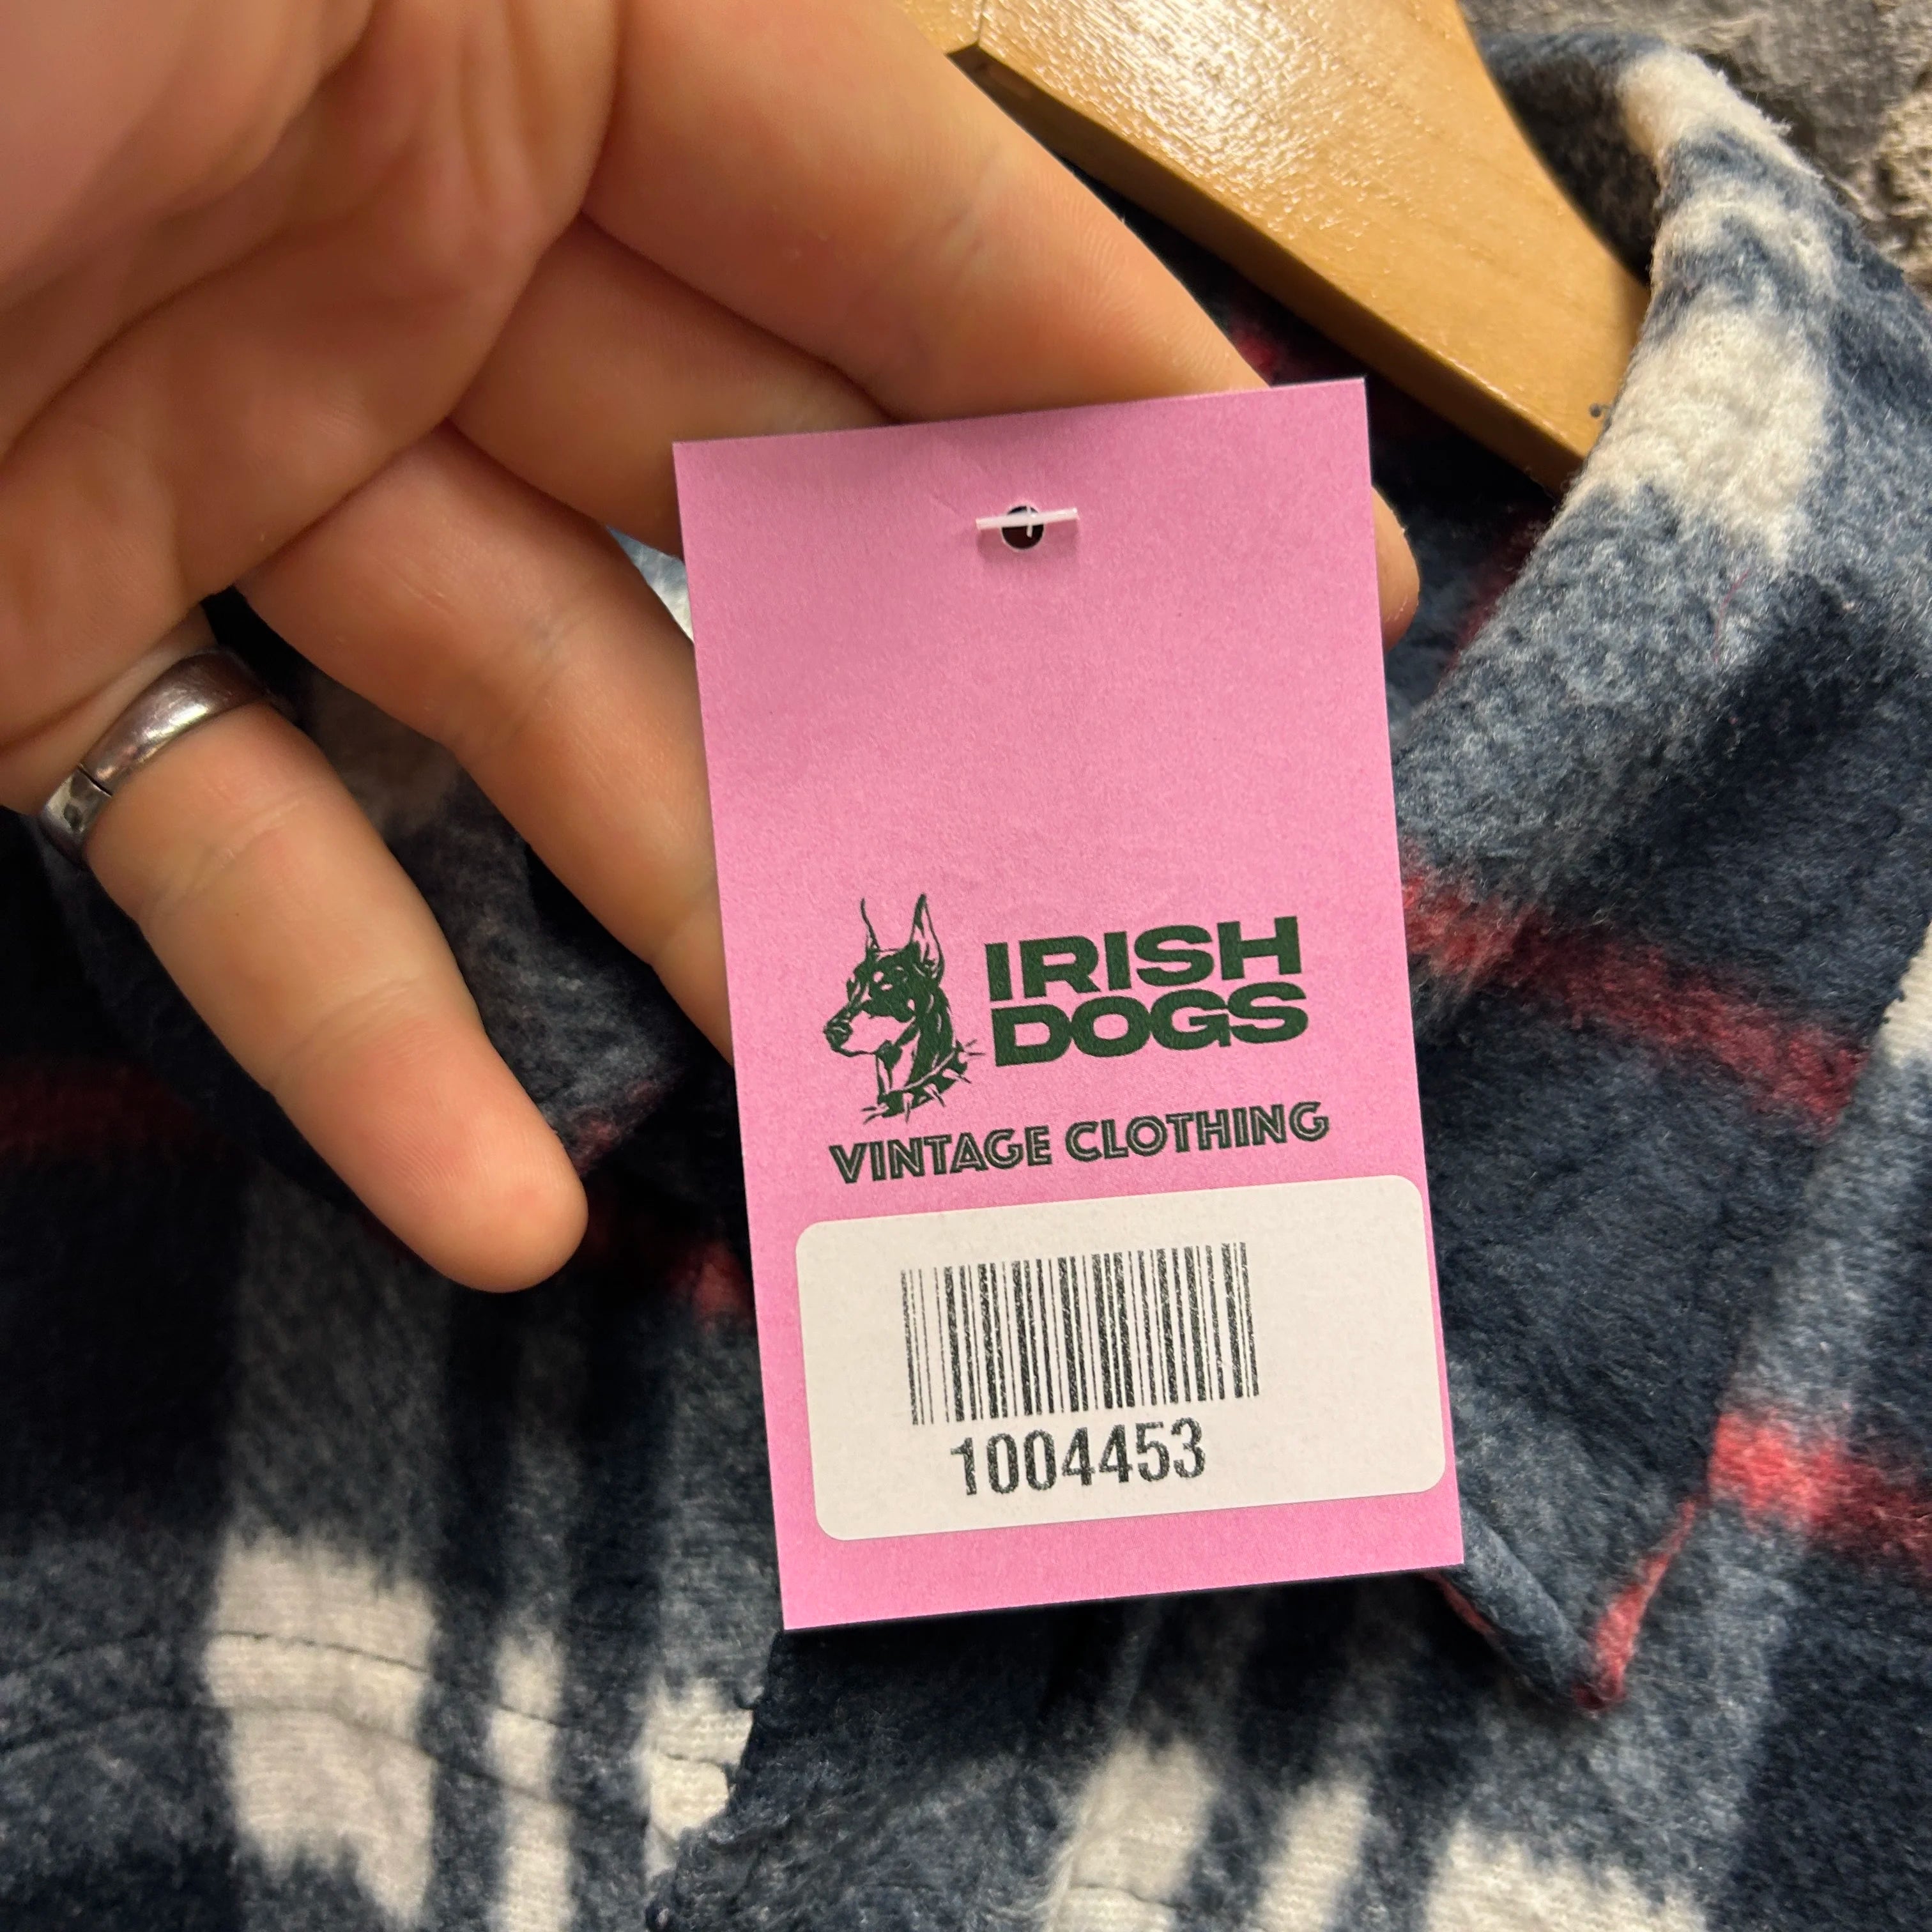 IRISH
DOGS
VINTAGE CLOTHING
1004453